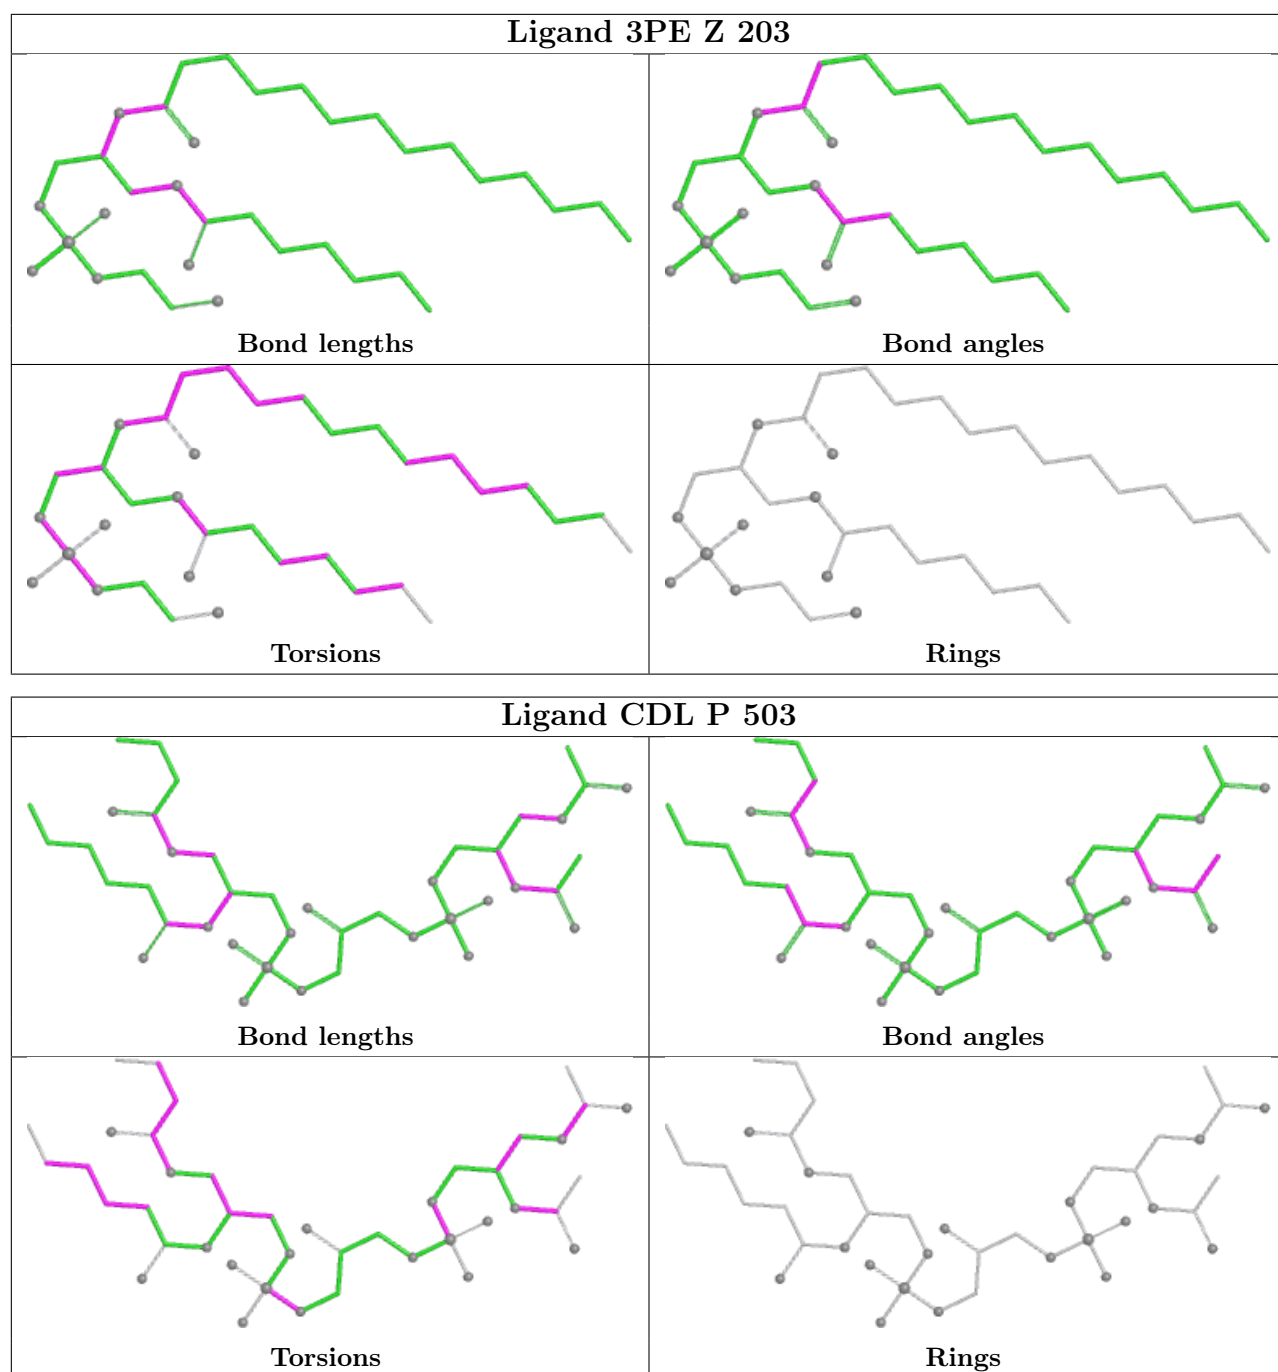 Ligand 3PE Z 203
Bond lengths
Bond angles
Torsions
Rings
Ligand CDL P 503
Bond lengths
Bond angles
Torsions
Rings